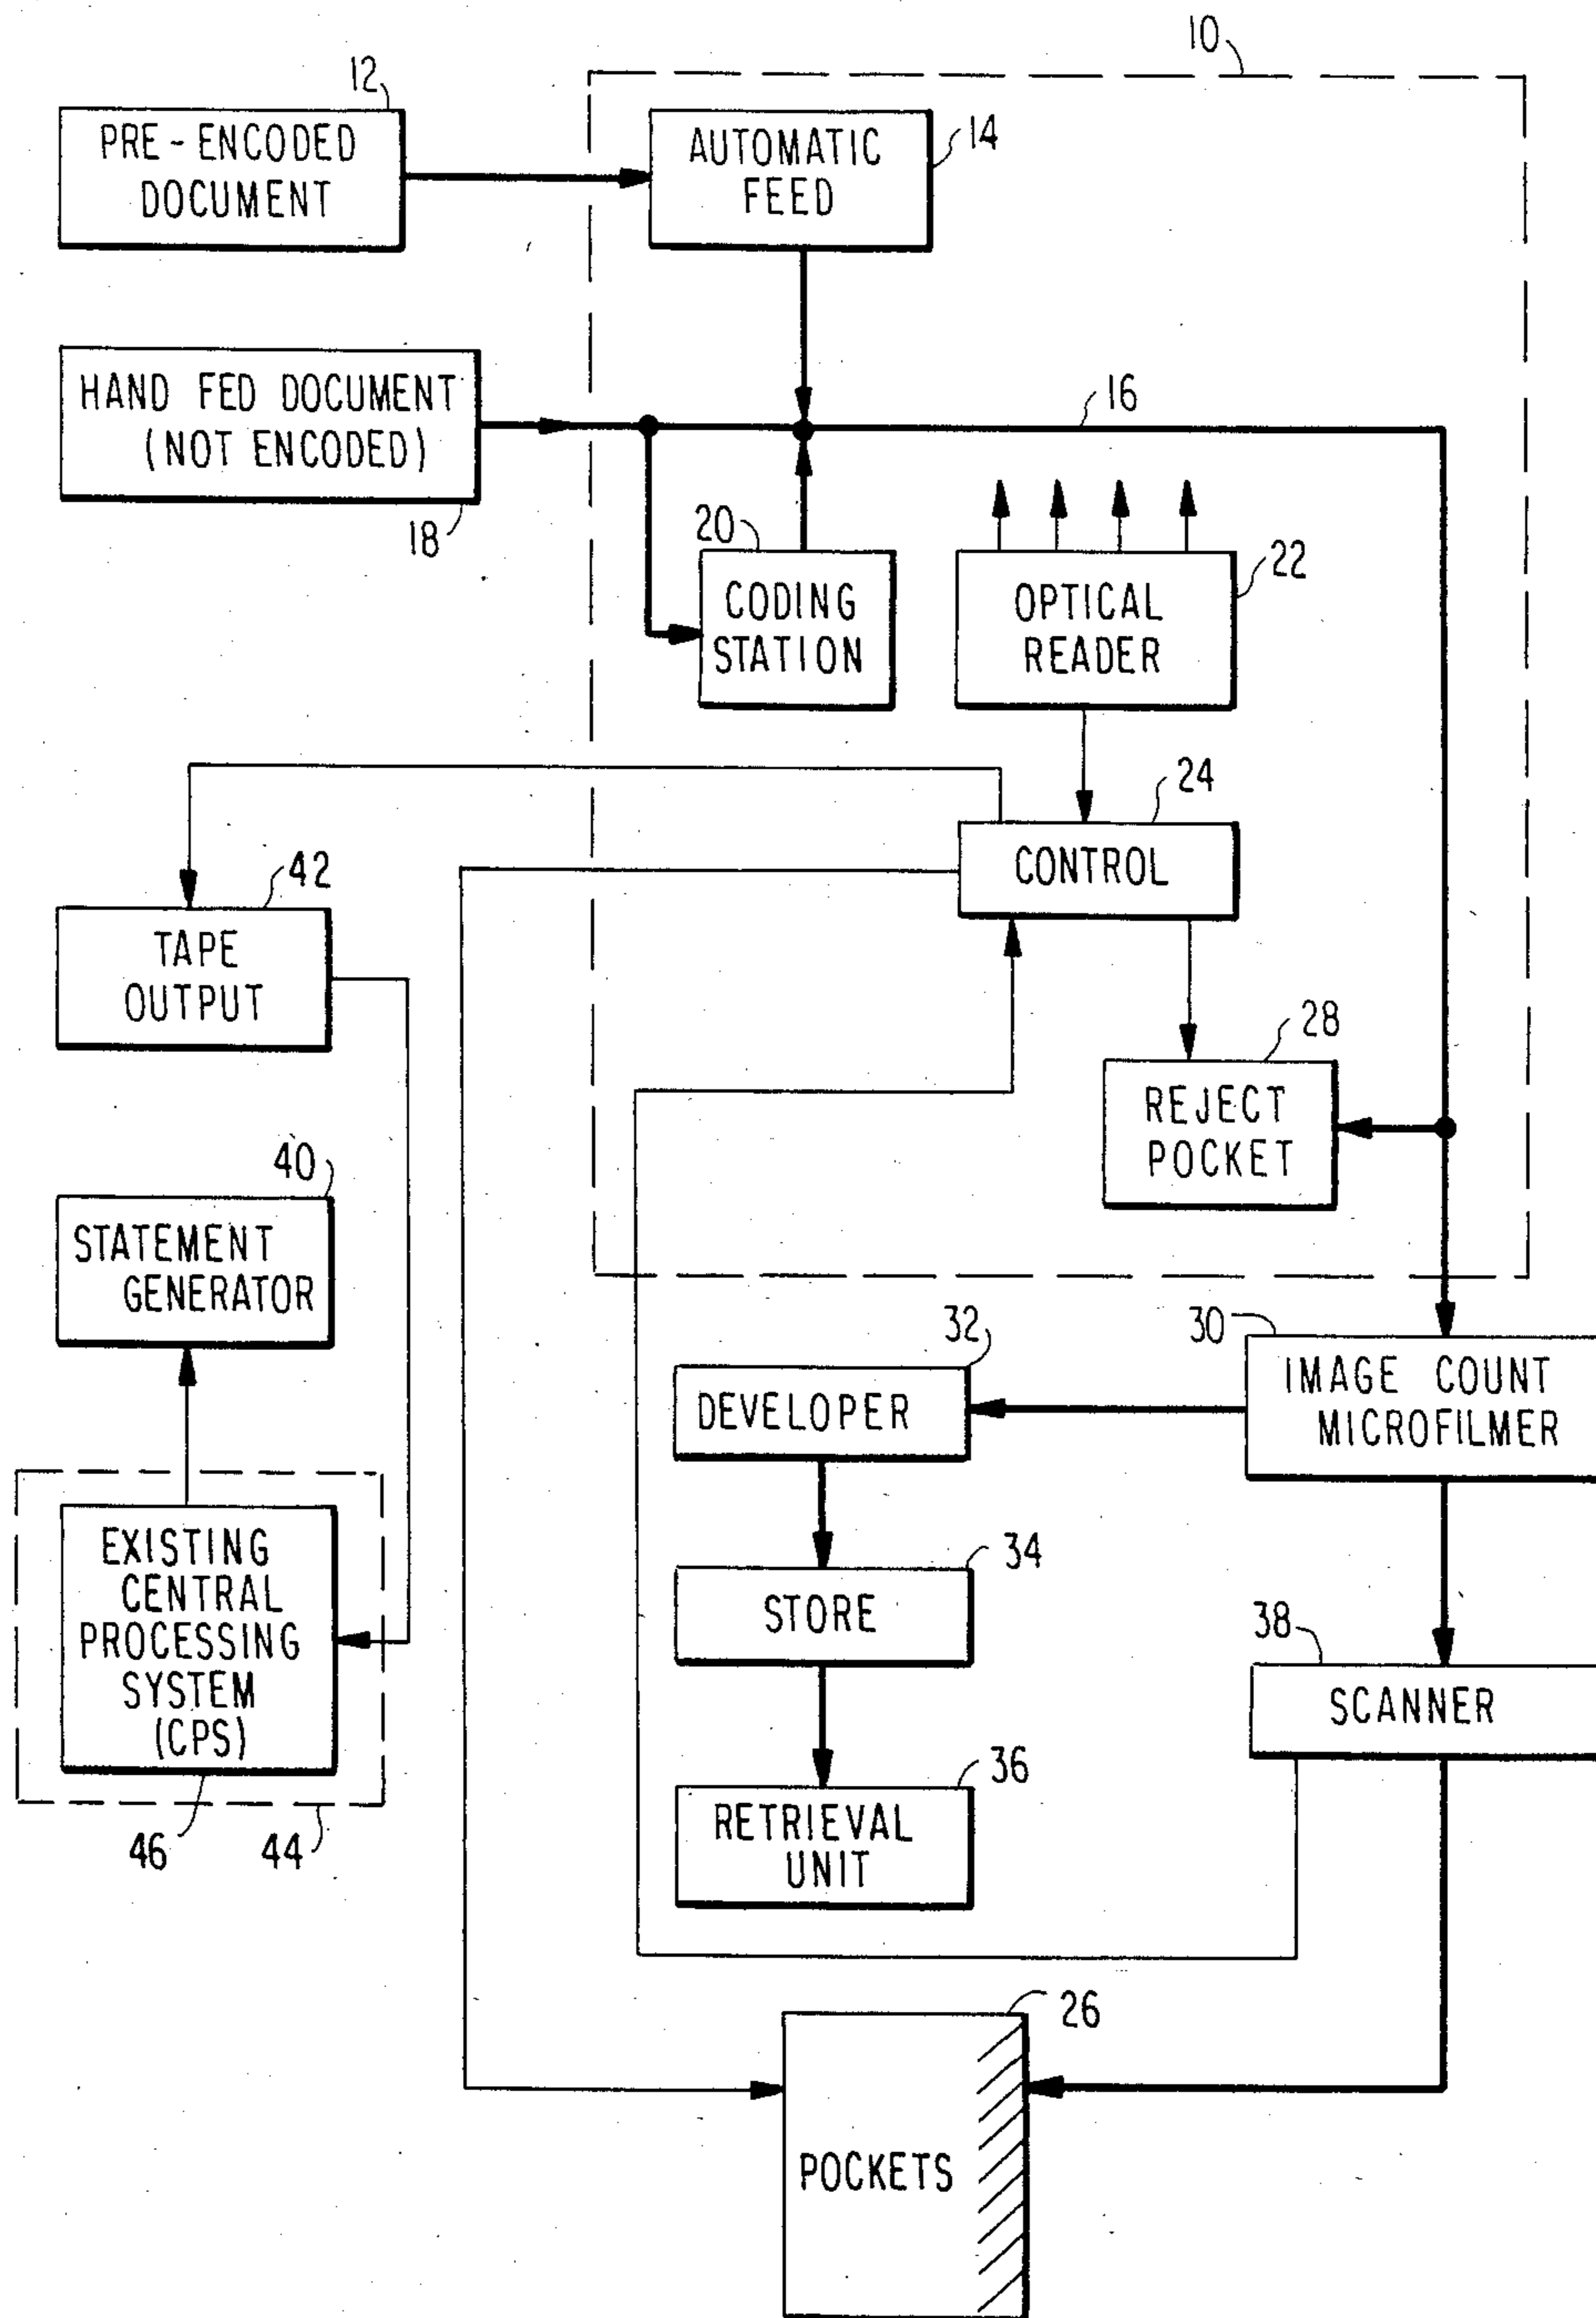 10
12
PRE-ENCODED
DOCUMENT
AUTOMATIC
FEED
14
HAND FED DOCUMENT
(NOT ENCODED)
18
16
20
CODING
STATION
OPTICAL
READER
22
24
CONTROL
42
TAPE
OUTPUT
28
REJECT
POCKET
40
STATEMENT
GENERATOR
30
IMAGE COUNT
MICROFILMER
32
DEVELOPER
EXISTING
CENTRAL
PROCESSING
SYSTEM
(CPS)
46
44
34
STORE
38
SCANNER
36
RETRIEVAL
UNIT
26
POCKETS